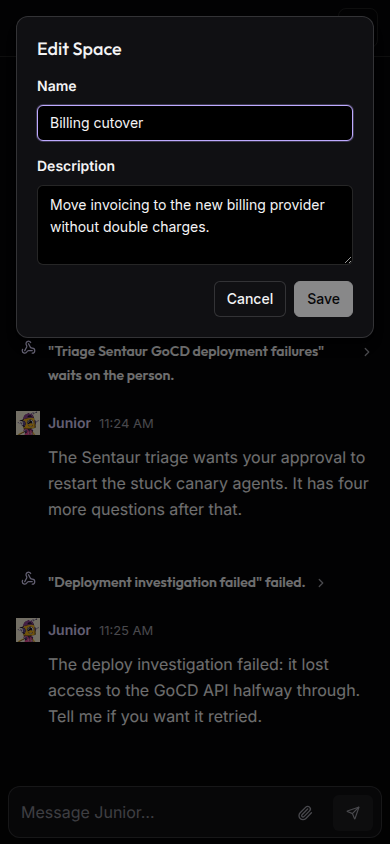 Edit Space
Name
Billing cutover
Description
Move invoicing to the new billing provider
without double charges.
Cancel
Save
"Triage Sentaur GoCD deployment failures"
waits on the person.
Junior 11:24 AM
The Sentaur triage wants your approval to
restart the stuck canary agents. It has four
more questions after that.
"Deployment investigation failed" failed.
Junior 11:25 AM
The deploy investigation failed: it lost
access to the GoCD API halfway through.
Tell me if you want it retried.
Message Junior...